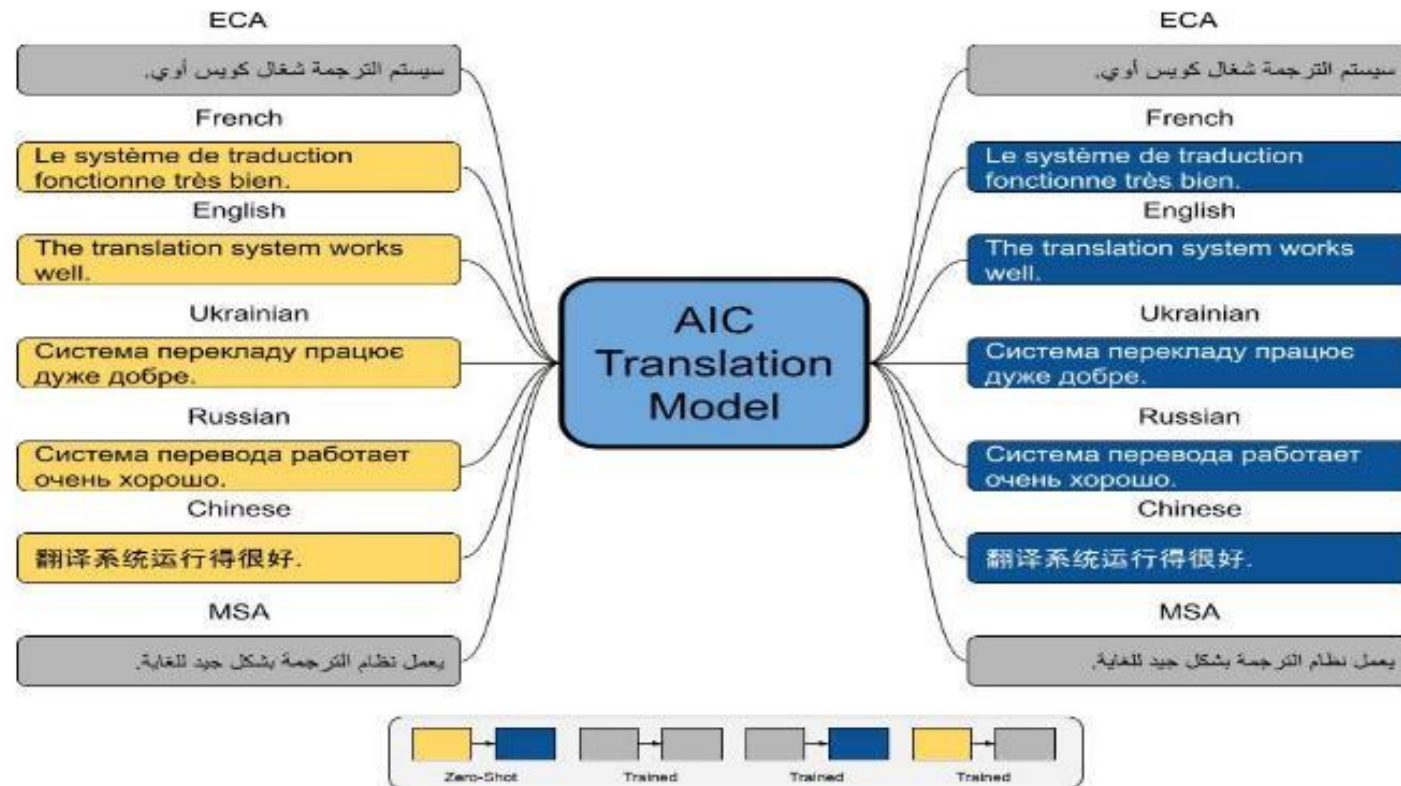 ECA
سيستم الترجمة شغال كويس أوي.
French
Le système de traduction
fonctionne très bien.
English
The translation system works
well.
Ukrainian
Система перекладу працює
дуже добре.
Russian
Система перевода работает
очень хорошо.
Chinese
翻译系统运行得很好.
MSA
يعمل نظام الترجمة بشكل جيد للغاية.
AIC
Translation
Model
ECA
سيستم الترجمة شغال كويس أوي.
French
Le système de traduction
fonctionne très bien.
English
The translation system works
well.
Ukrainian
Система перекладу працює
дуже добре.
Russian
Система перевода работает
очень хорошо.
Chinese
翻译系统运行得很好.
MSA
يعمل نظام الترجمة بشكل جيد للغاية.
Zero-Shot
Trained
Trained
Trained